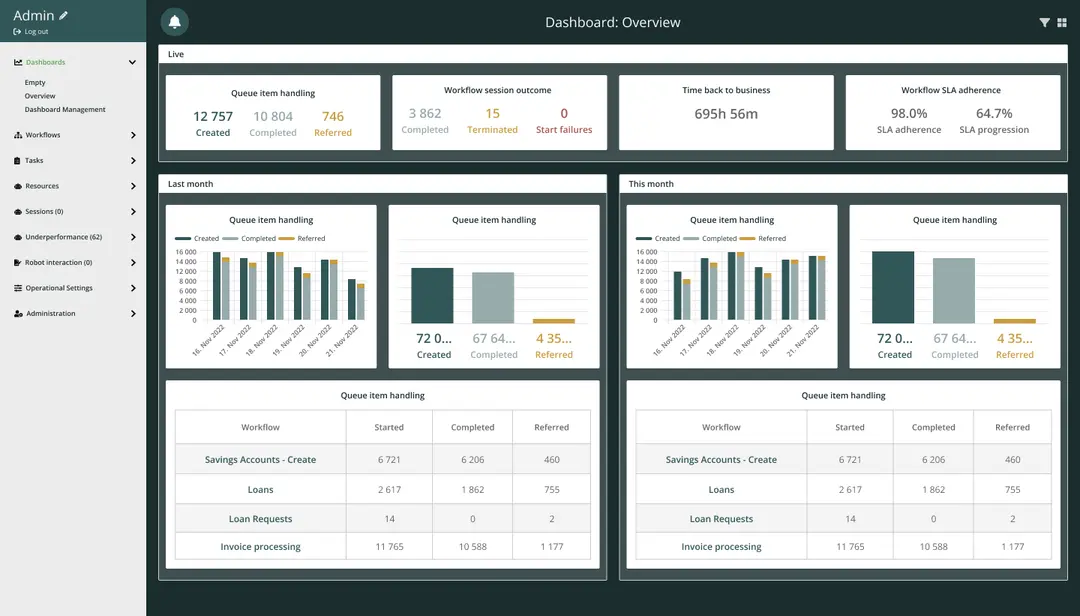 Admin
Log out
Dashboards
Empty
Overview
Dashboard Management
Workflows
Tasks
Resources
Sessions (0)
Underperformance (62)
Robot interaction (0)
Operational Settings
Administration
Dashboard: Overview
Live
Queue item handling
12 757 10 804 746
Created Completed Referred
Workflow session outcome
3 862 15 0
Completed Terminated Start failures
Time back to business
695h 56m
Workflow SLA adherence
98.0% 64.7%
SLA adherence SLA progression
Last month
Queue item handling
Created Completed Referred
16 000
14 000
12 000
10 000
8 000
6 000
4 000
2 000
0
16. Nov 2022 17. Nov 2022 18. Nov 2022 19. Nov 2022 20. Nov 2022 21. Nov 2022
Queue item handling
72 0... 67 64... 4 35...
Created Completed Referred
Queue item handling
Workflow Started Completed Referred
Savings Accounts - Create 6 721 6 206 460
Loans 2 617 1 862 755
Loan Requests 14 0 2
Invoice processing 11 765 10 588 1 177
This month
Queue item handling
Created Completed Referred
16 000
14 000
12 000
10 000
8 000
6 000
4 000
2 000
0
16. Nov 2022 17. Nov 2022 18. Nov 2022 19. Nov 2022 20. Nov 2022 21. Nov 2022
Queue item handling
72 0... 67 64... 4 35...
Created Completed Referred
Queue item handling
Workflow Started Completed Referred
Savings Accounts - Create 6 721 6 206 460
Loans 2 617 1 862 755
Loan Requests 14 0 2
Invoice processing 11 765 10 588 1 177